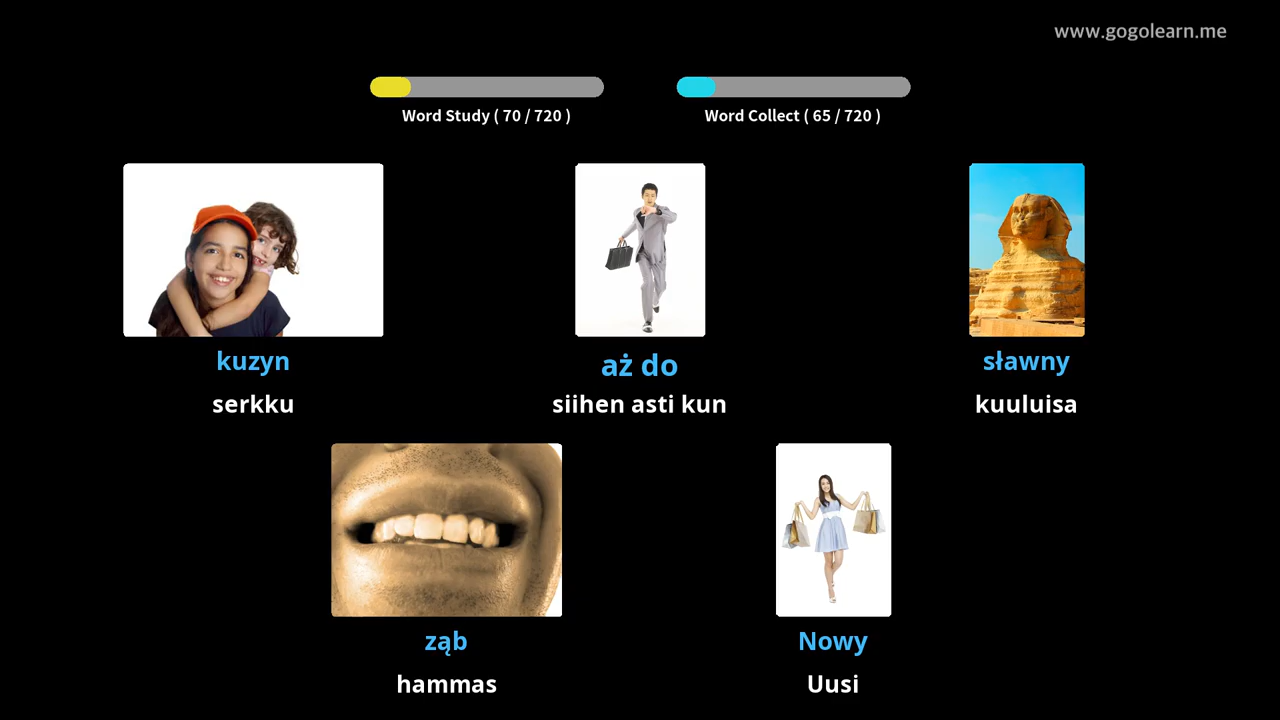 www.gogolearn.me
Word Study ( 70 / 720 )
Word Collect ( 65 / 720 )
kuzyn
serkku
aż do
siihen asti kun
sławny
kuuluisa
ząb
hammas
Nowy
Uusi